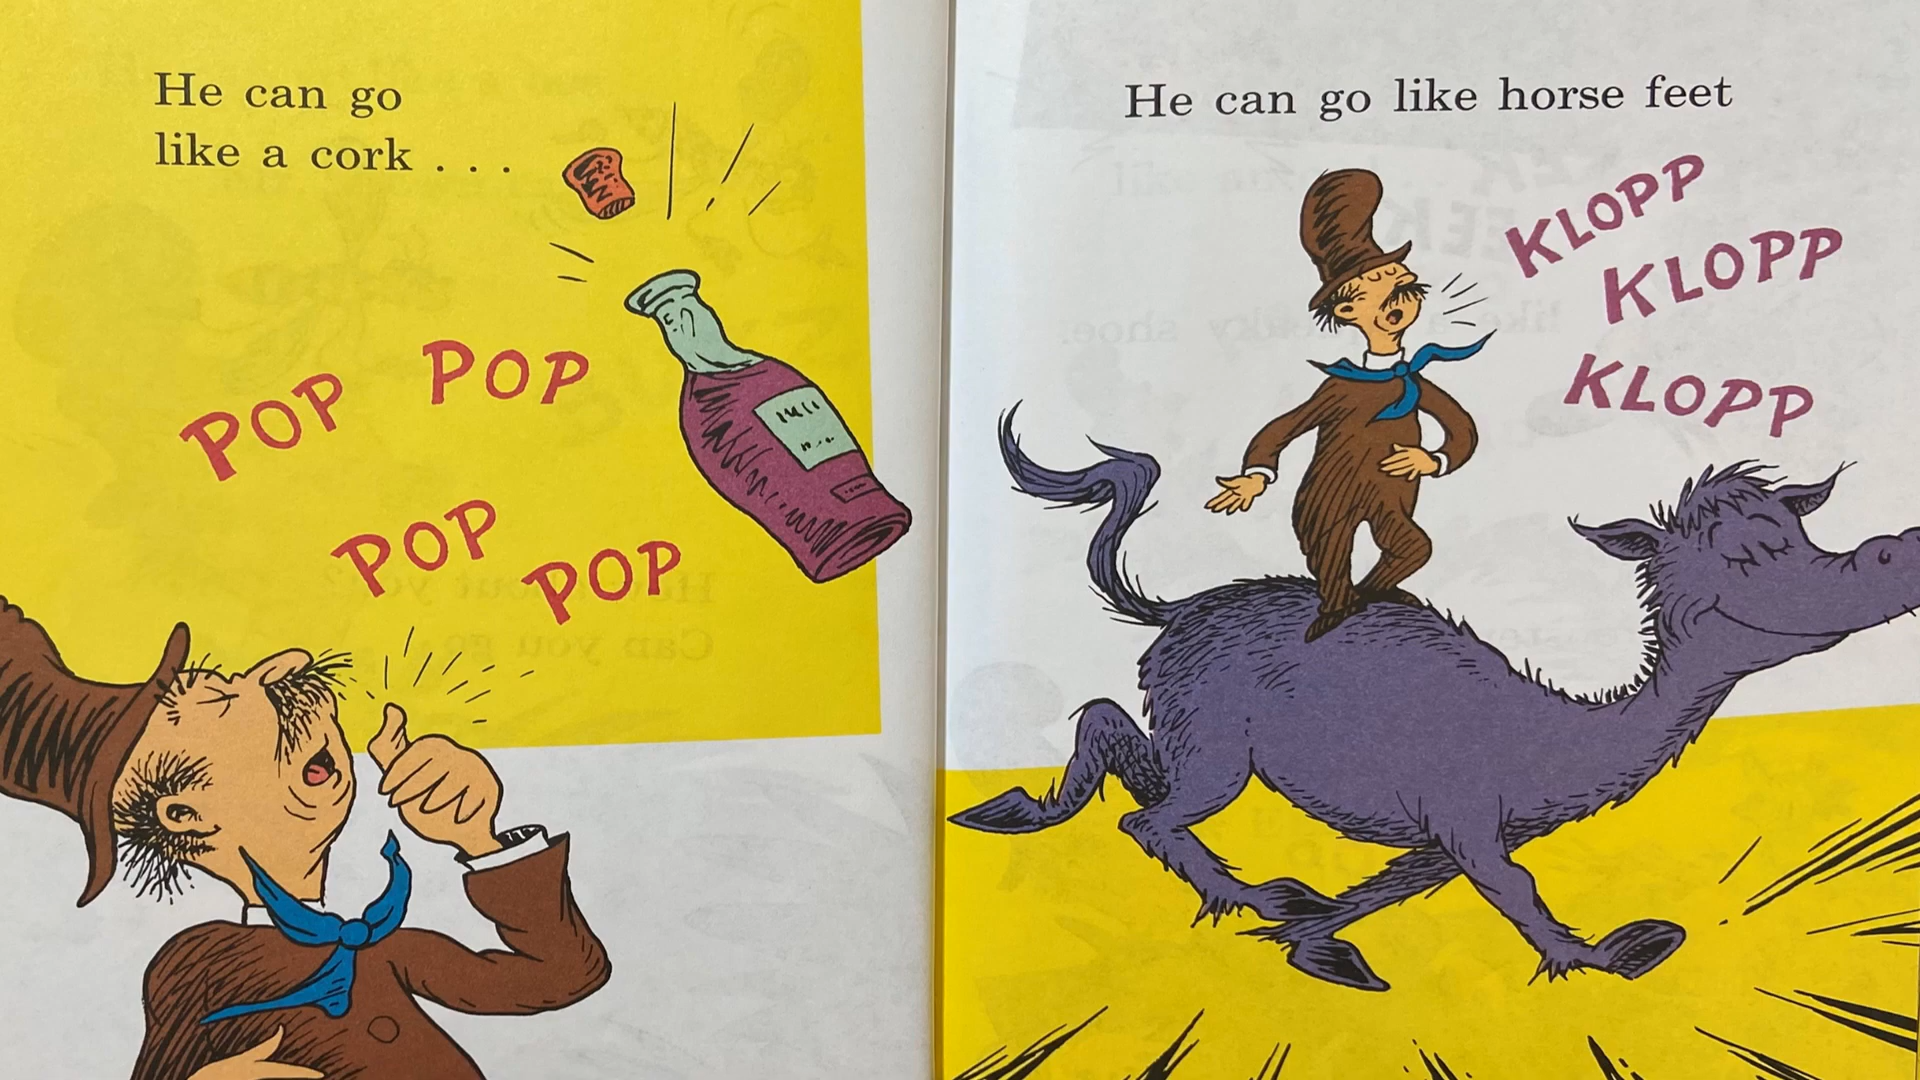 He can go
like a cork . . .
POP POP
POP POP
He can go like horse feet
KLOPP
KLOPP
KLOPP